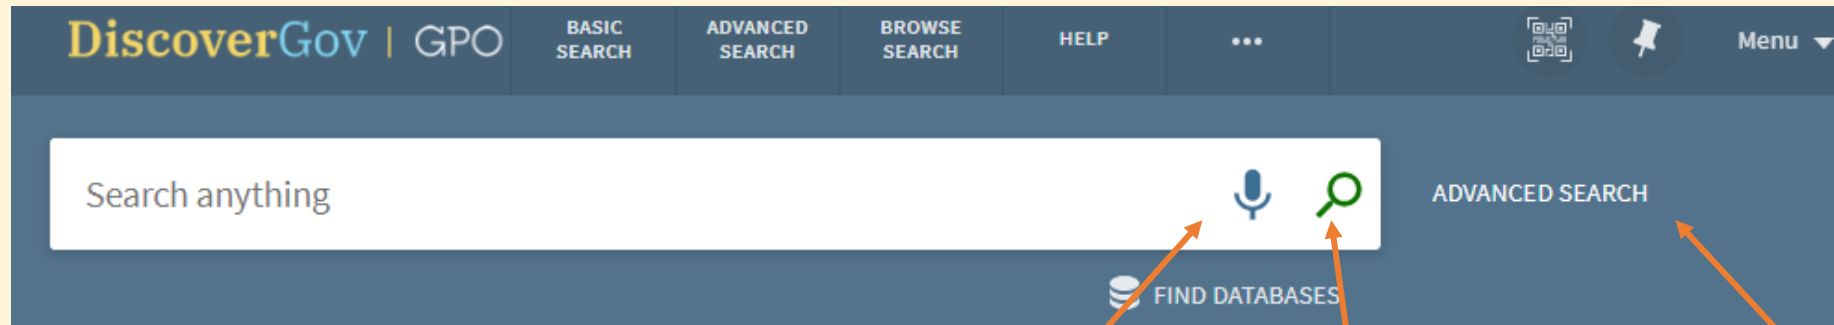 DiscoverGov | GPO
BASIC
SEARCH
ADVANCED
SEARCH
BROWSE
SEARCH
HELP
•••
Menu
Search anything
ADVANCED SEARCH
FIND DATABASES